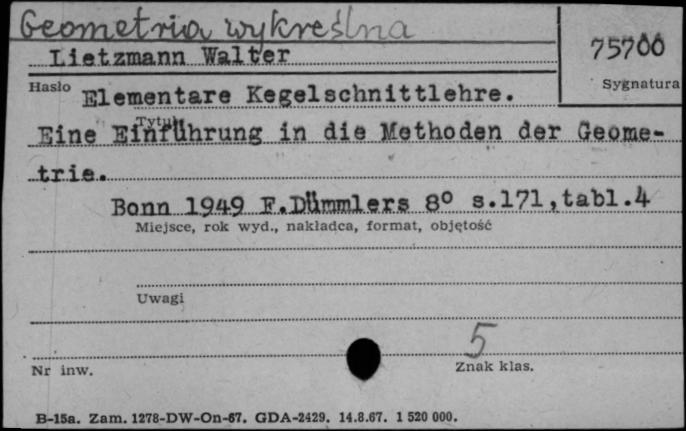 Geometria wykreślna
Lietzmann Walter
75700
Hasło
Sygnatura
Elementare Kegelschnittlehre.
Tytuł
Eine Einführung in die Methoden der Geome-
trie.
Bonn 1949 F.Dümmlers 8° s.171,tabl.4
Miejsce, rok wyd., nakładca, format, objętość
Uwagi
5
Nr inw.
Znak klas.
B-15a. Zam. 1278-DW-On-67. GDA-2429. 14.8.67. 1 520 000.